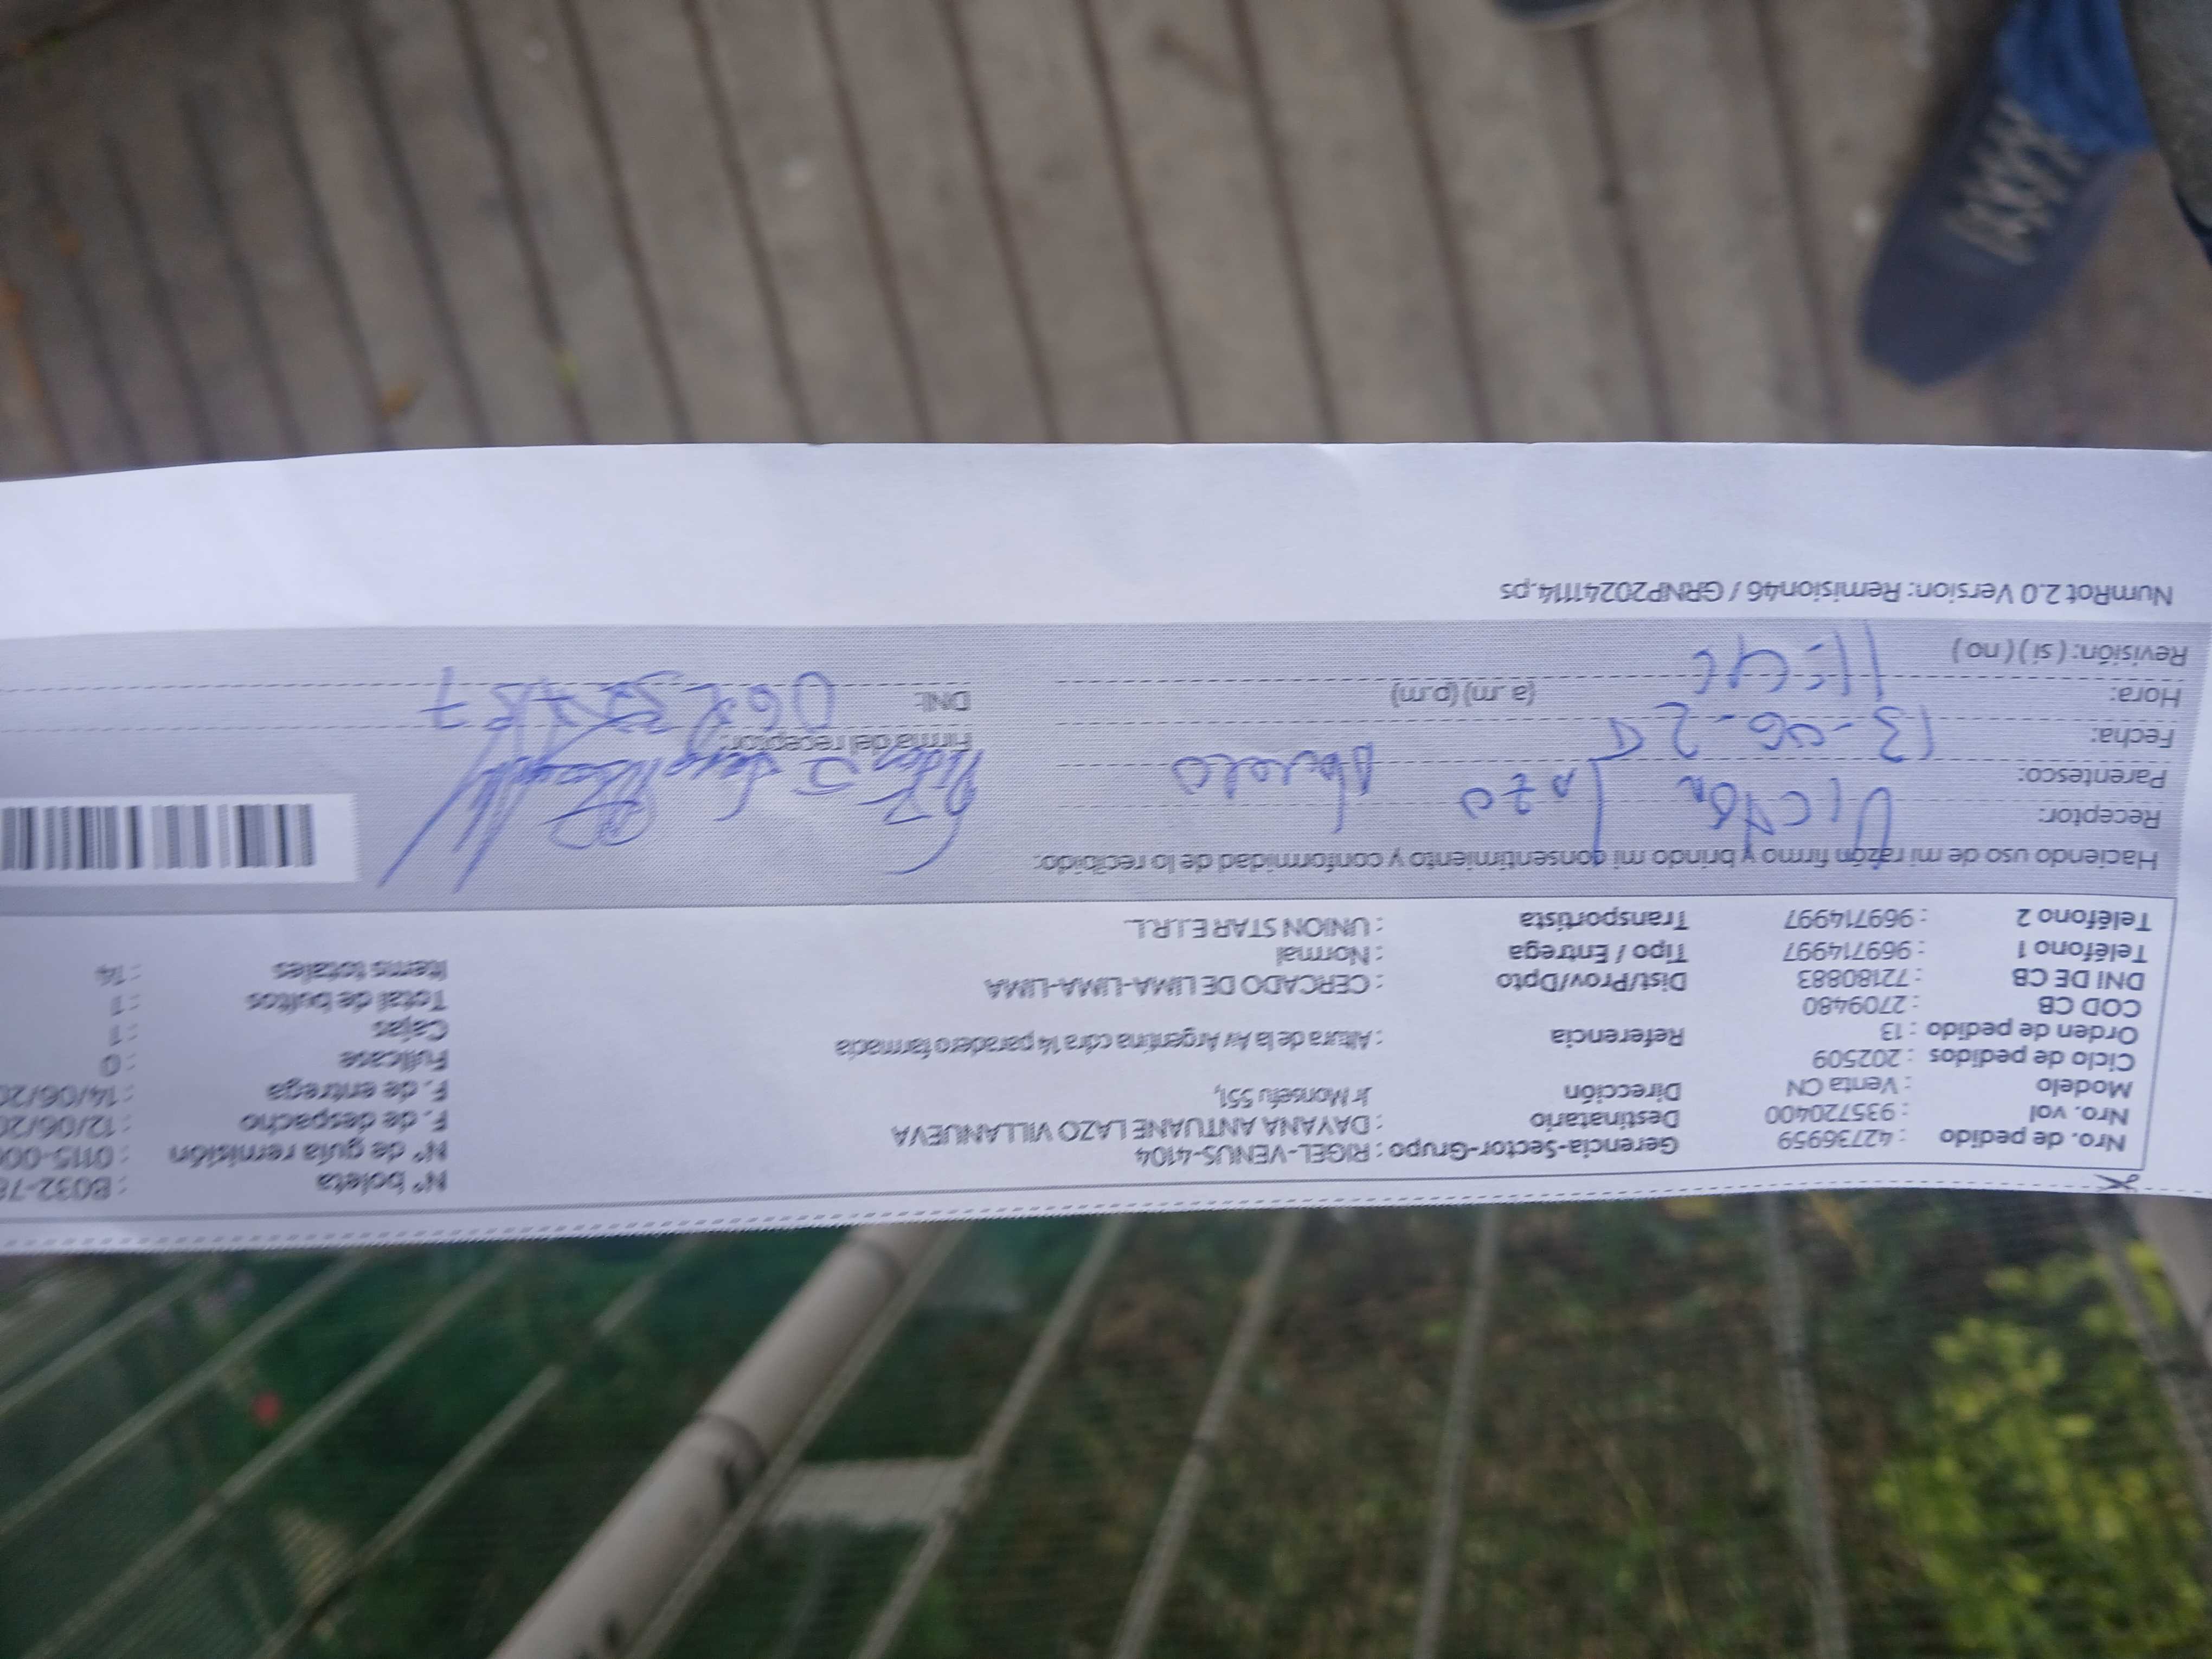 Nro. de pedido : 42736959 Gerencia-Sector-Grupo : RIGEL-VENUS-4104 N° boleta : B032-78
Nro. vol : 935720400 Destinatario : DAYANA ANTUANE LAZO VILLANUEVA N° de guía remisión : 0115-00
Modelo : Venta CN Dirección Jr Monsefu 551, F. de despacho : 12/06/20
Ciclo de pedidos : 202509 F. de entrega : 14/06/20
Orden de pedido : 13 Referencia : Altura de la Av Argentina cdra 14 paradero farmacia Fullcase : 0
COD CB : 2709480 Cajas : 1
DNI DE CB : 72180883 Dist/Prov/Dpto : CERCADO DE LIMA-LIMA-LIMA Total de bultos : 1
Teléfono 1 : 969714997 Tipo / Entrega : Normal Items totales : 14
Teléfono 2 : 969714997 Transportista : UNION STAR E.I.R.L.
Haciendo uso de mi razón firmo y brindo mi consentimiento y conformidad de lo recibido:
Receptor: Victor Lazo
Parentesco: Abuelo
Fecha: 13-06-25 Firma del receptor:
Hora: 11:46 (a.m) (p.m) DNI:
Revisión: ( si ) ( no )
NumRot 2.0 Version: Remision46 / GRNP20241114.ps